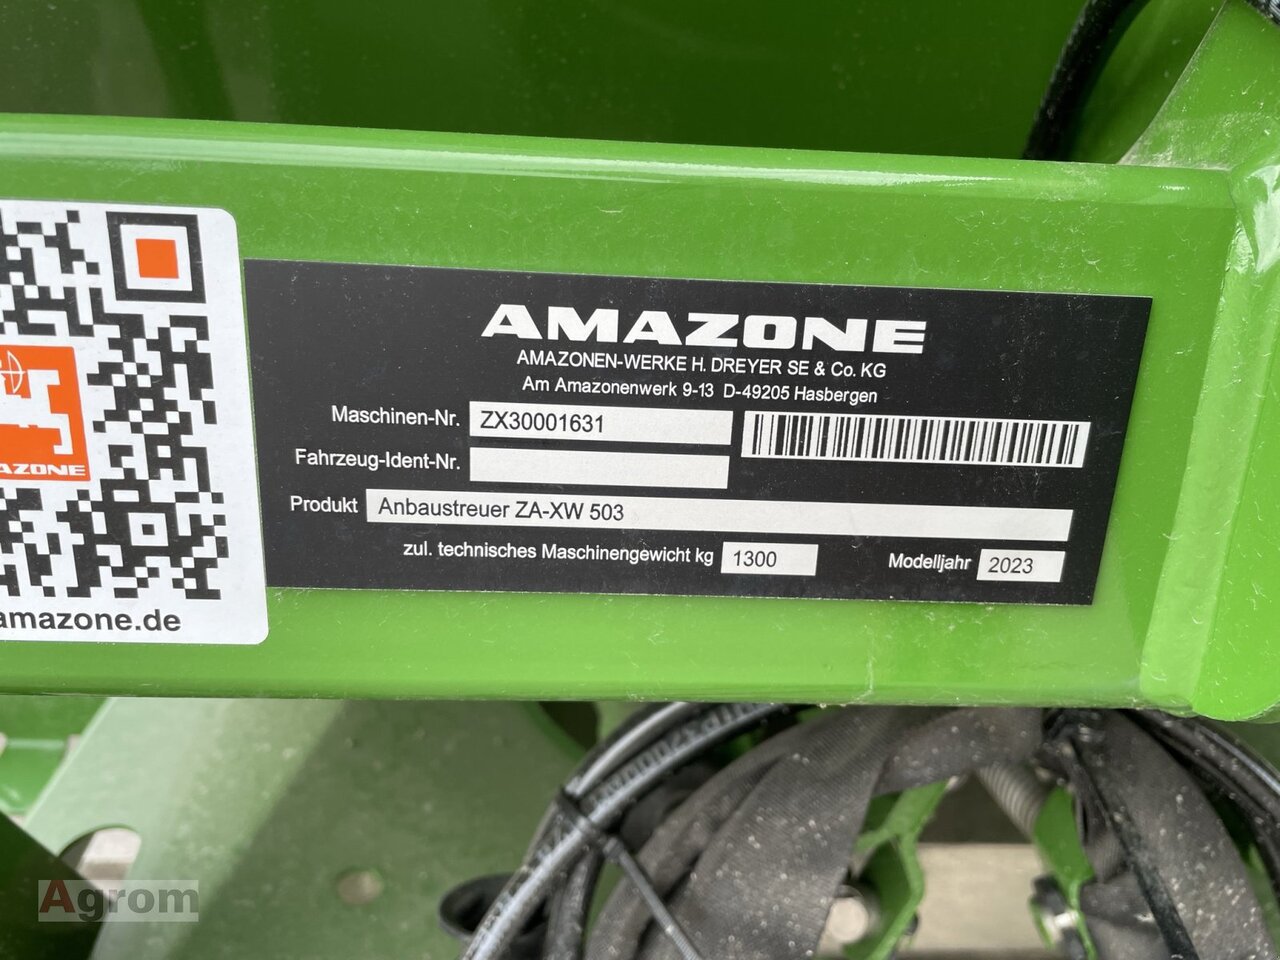 AMAZONE
AMAZONEN-WERKE H. DREYER SE & Co. KG
Am Amazonenwerk 9-13 D-49205 Hasbergen
Maschinen-Nr. ZX30001631
Fahrzeug-Ident-Nr.
Produkt Anbaustreuer ZA-XW 503
zul. technisches Maschinengewicht kg 1300 Modelljahr 2023
AZONE
amazone.de
Agrom